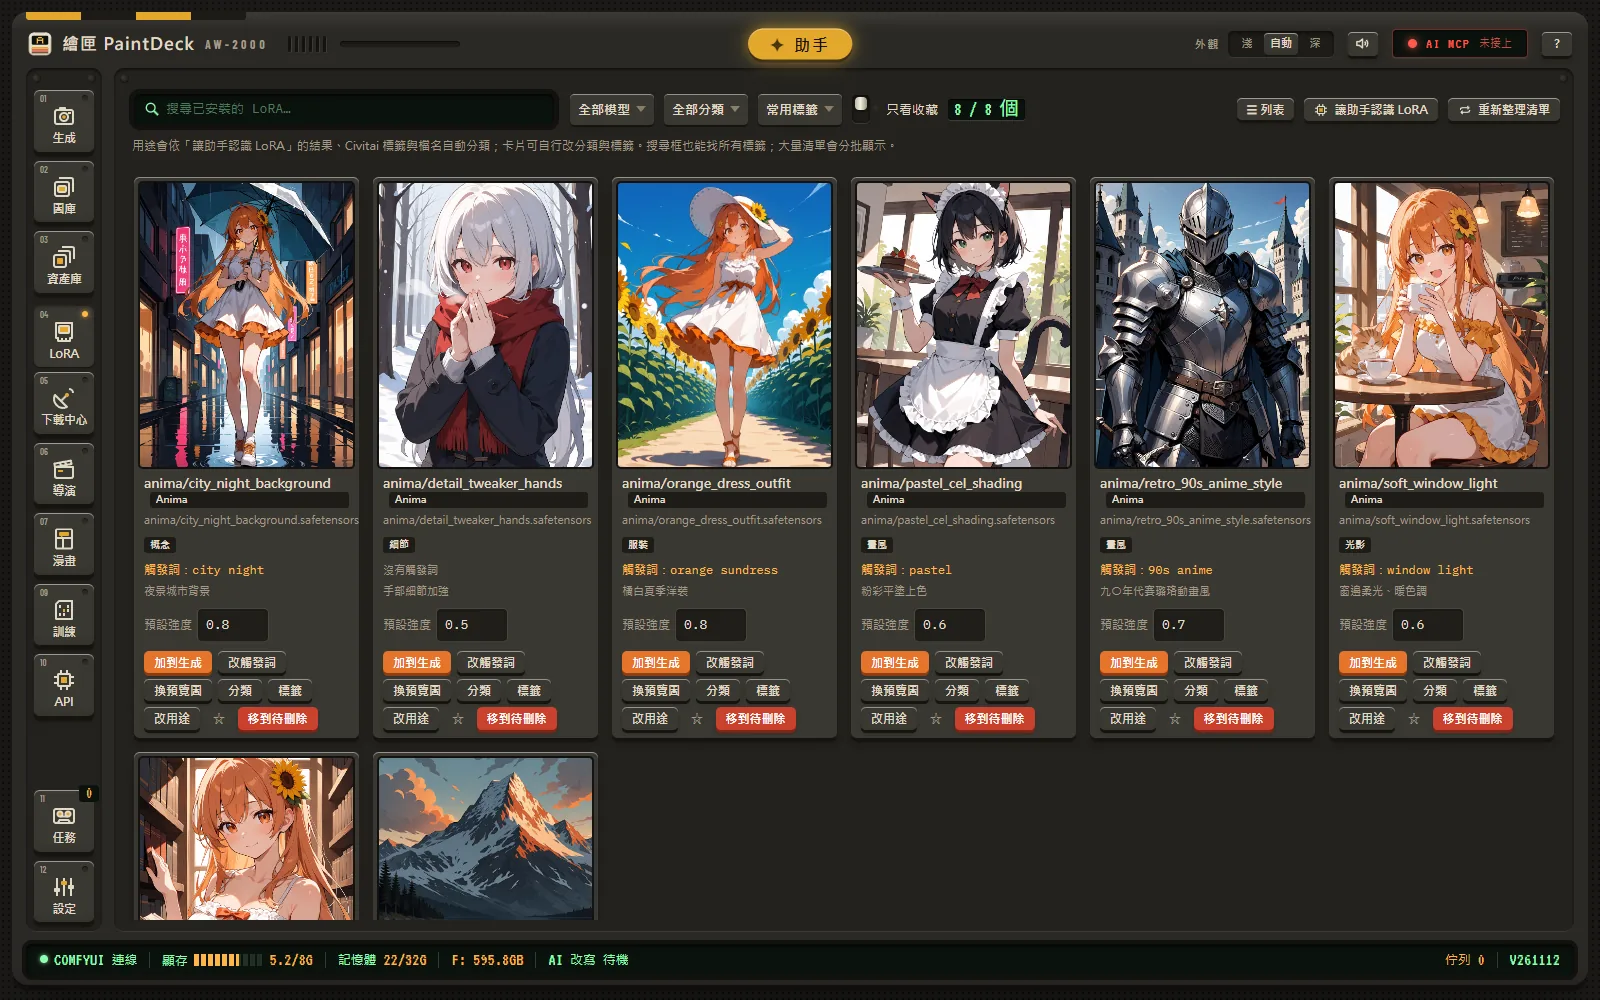 繪匣 PaintDeck AW-2000
助手
外觀 淺 自動 深
AI MCP 未接上
?
01 生成
02 圖庫
03 資產庫
04 LoRA
05 下載中心
06 導演
07 漫畫
09 訓練
10 API
11 任務 0
12 設定
搜尋已安裝的 LoRA…
全部模型
全部分類
常用標籤
只看收藏
8 / 8 個
列表
讓助手認識 LoRA
重新整理清單
用途會依「讓助手認識 LoRA」的結果、Civitai 標籤與檔名自動分類；卡片可自行改分類與標籤。搜尋框也能找所有標籤；大量清單會分批顯示。
anima/city_night_background
Anima
anima/city_night_background.safetensors
概念
觸發詞：city night
夜景城市背景
預設強度 0.8
加到生成 改觸發詞
換預覽圖 分類 標籤
改用途 ☆ 移到待刪除
anima/detail_tweaker_hands
Anima
anima/detail_tweaker_hands.safetensors
細節
沒有觸發詞
手部細節加強
預設強度 0.5
加到生成 改觸發詞
換預覽圖 分類 標籤
改用途 ☆ 移到待刪除
anima/orange_dress_outfit
Anima
anima/orange_dress_outfit.safetensors
服裝
觸發詞：orange sundress
橘白夏季洋裝
預設強度 0.8
加到生成 改觸發詞
換預覽圖 分類 標籤
改用途 ☆ 移到待刪除
anima/pastel_cel_shading
Anima
anima/pastel_cel_shading.safetensors
畫風
觸發詞：pastel
粉彩平塗上色
預設強度 0.6
加到生成 改觸發詞
換預覽圖 分類 標籤
改用途 ☆ 移到待刪除
anima/retro_90s_anime_style
Anima
anima/retro_90s_anime_style.safetensors
畫風
觸發詞：90s anime
九〇年代賽璐珞動畫風
預設強度 0.7
加到生成 改觸發詞
換預覽圖 分類 標籤
改用途 ☆ 移到待刪除
anima/soft_window_light
Anima
anima/soft_window_light.safetensors
光影
觸發詞：window light
窗邊柔光、暖色調
預設強度 0.6
加到生成 改觸發詞
換預覽圖 分類 標籤
改用途 ☆ 移到待刪除
COMFYUI 連線 顯存 5.2/8G 記憶體 22/32G F: 595.8GB AI 改寫 待機
佇列 0 V261112